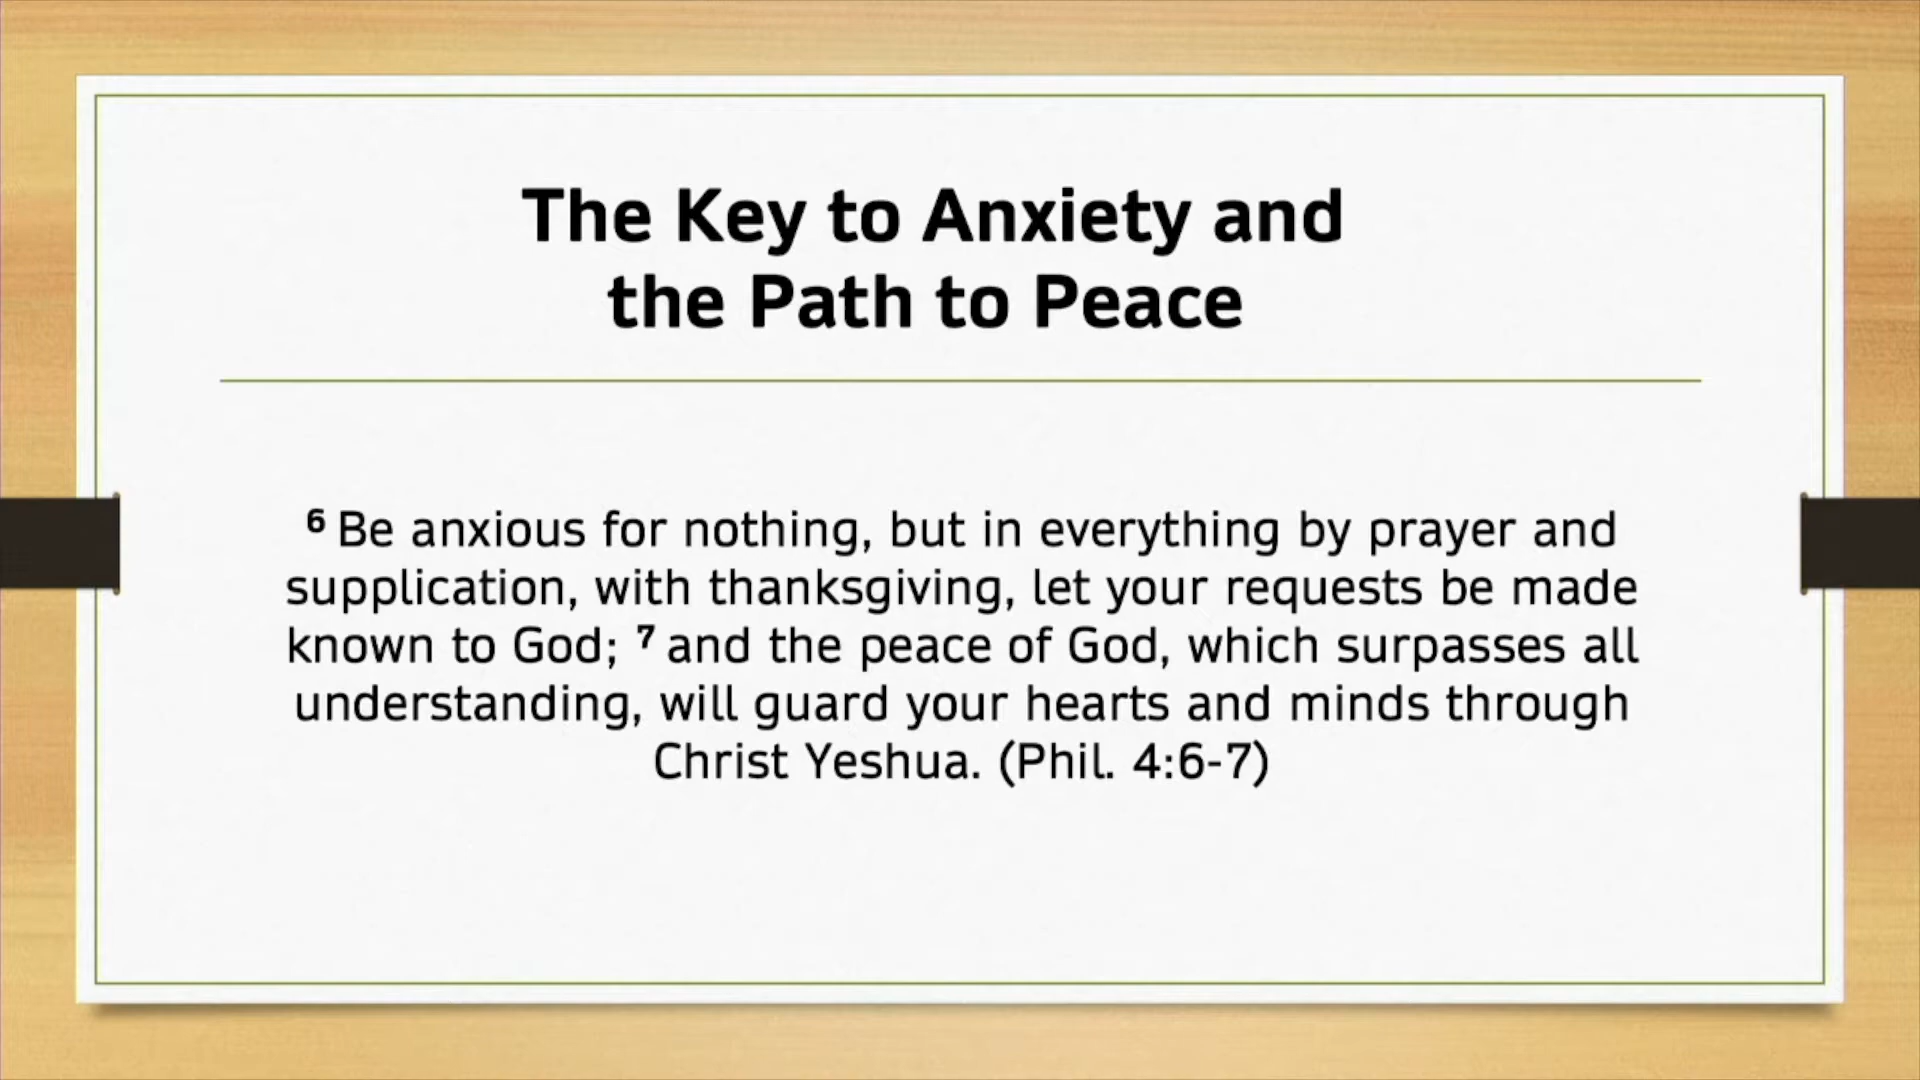 The Key to Anxiety and
the Path to Peace
6 Be anxious for nothing, but in everything by prayer and
supplication, with thanksgiving, let your requests be made
known to God; 7 and the peace of God, which surpasses all
understanding, will guard your hearts and minds through
Christ Yeshua. (Phil. 4:6-7)